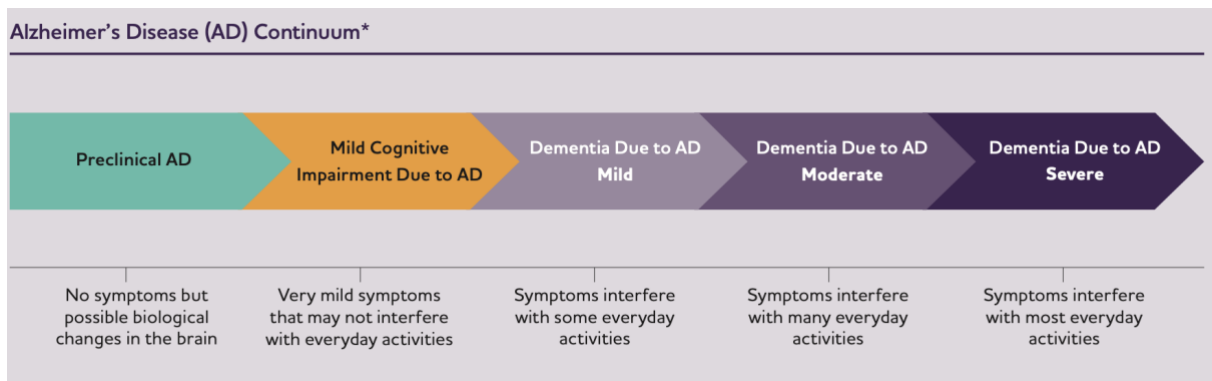 Alzheimer’s Disease (AD) Continuum*
Preclinical AD
Mild Cognitive
Impairment Due to AD
Dementia Due to AD
Mild
Dementia Due to AD
Moderate
Dementia Due to AD
Severe
No symptoms but
possible biological
changes in the brain
Very mild symptoms
that may not interfere
with everyday activities
Symptoms interfere
with some everyday
activities
Symptoms interfere
with many everyday
activities
Symptoms interfere
with most everyday
activities